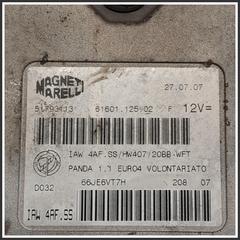 MAGNETI
MARELLI
27.07.07
51793113 61601.125.02 F 12V=
IAW 4AF.SS/HW407/20BB-WFT
PANDA 1.1 EURO4 VOLONTARIATO
D032 66JE6VT7H 208 07
IAW 4AF.SS